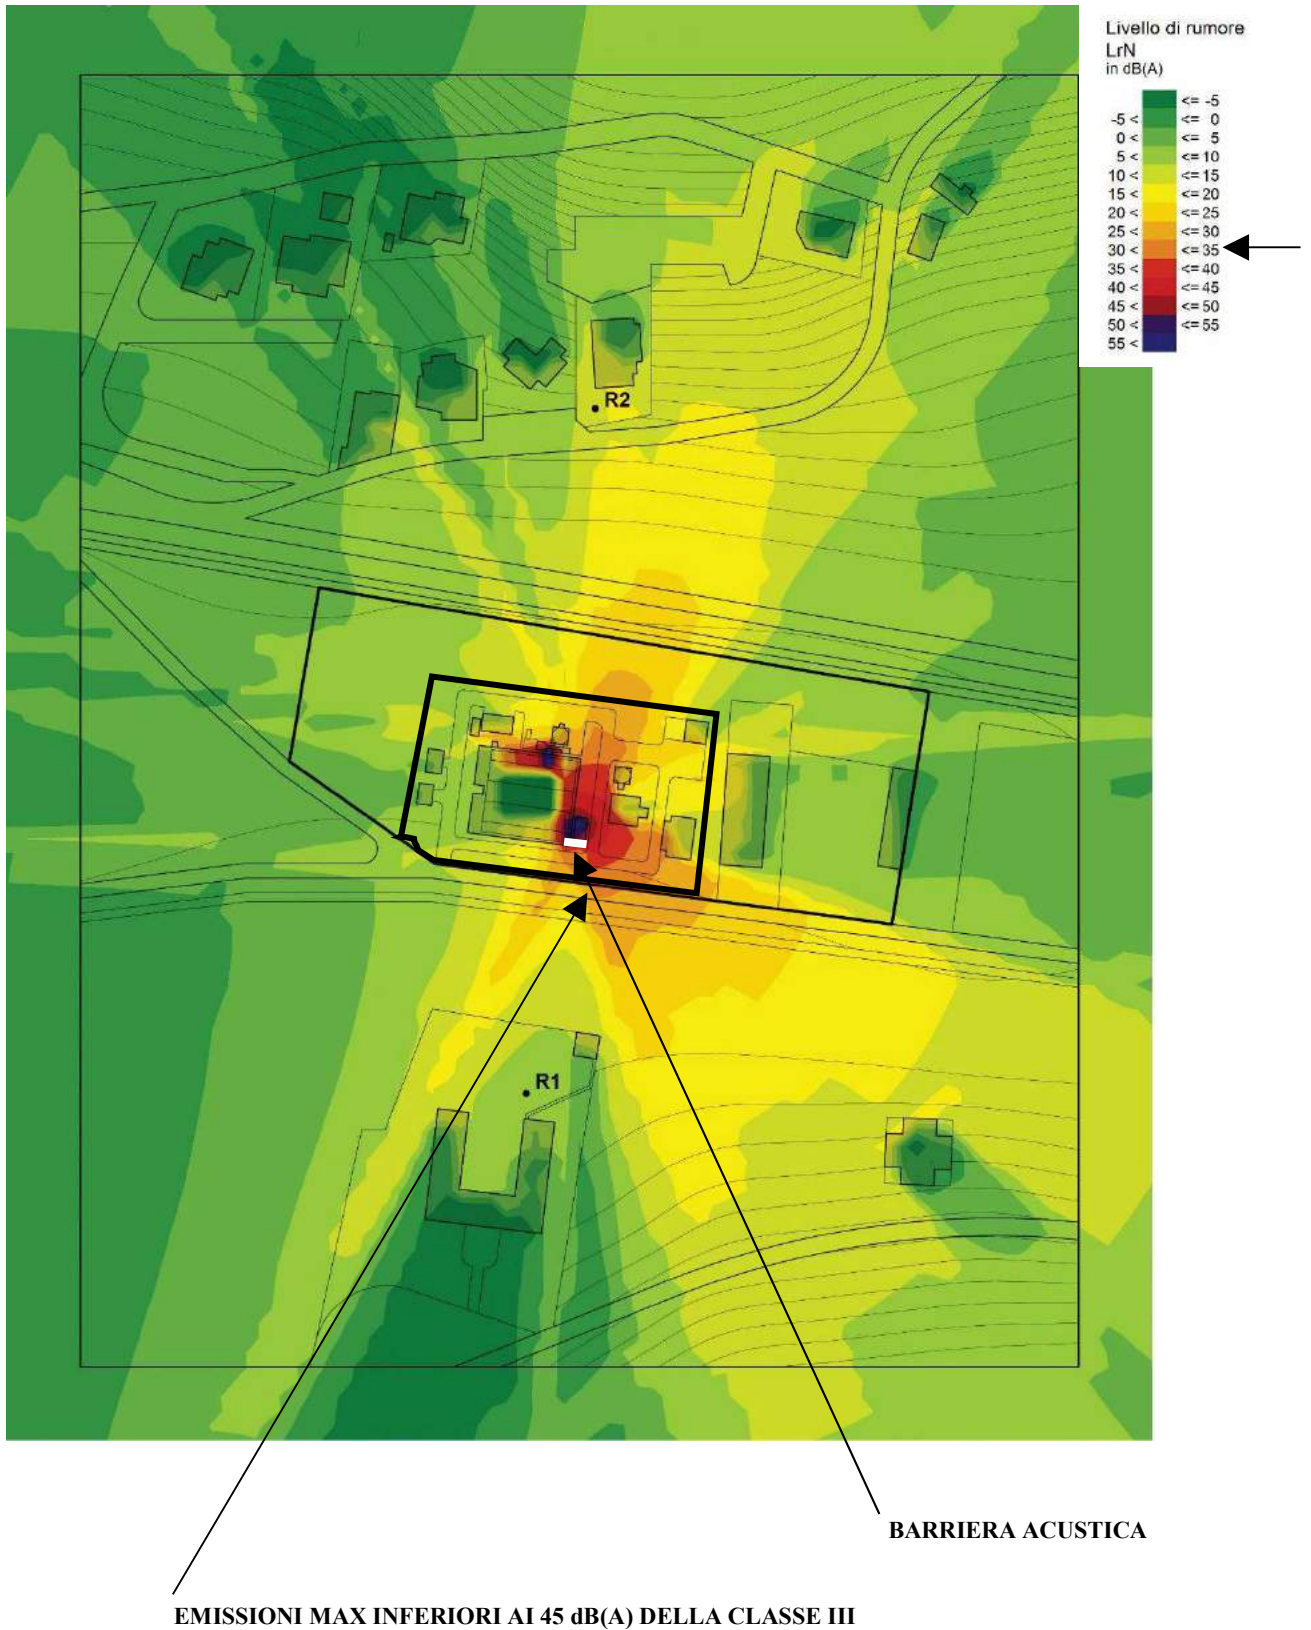 Livello di rumore
LrN
in dB(A)
<= -5
-5 < <= 0
0 < <= 5
5 < <= 10
10 < <= 15
15 < <= 20
20 < <= 25
25 < <= 30
30 < <= 35
35 < <= 40
40 < <= 45
45 < <= 50
50 < <= 55
55 <
R2
R1
BARRIERA ACUSTICA
EMISSIONI MAX INFERIORI AI 45 dB(A) DELLA CLASSE III